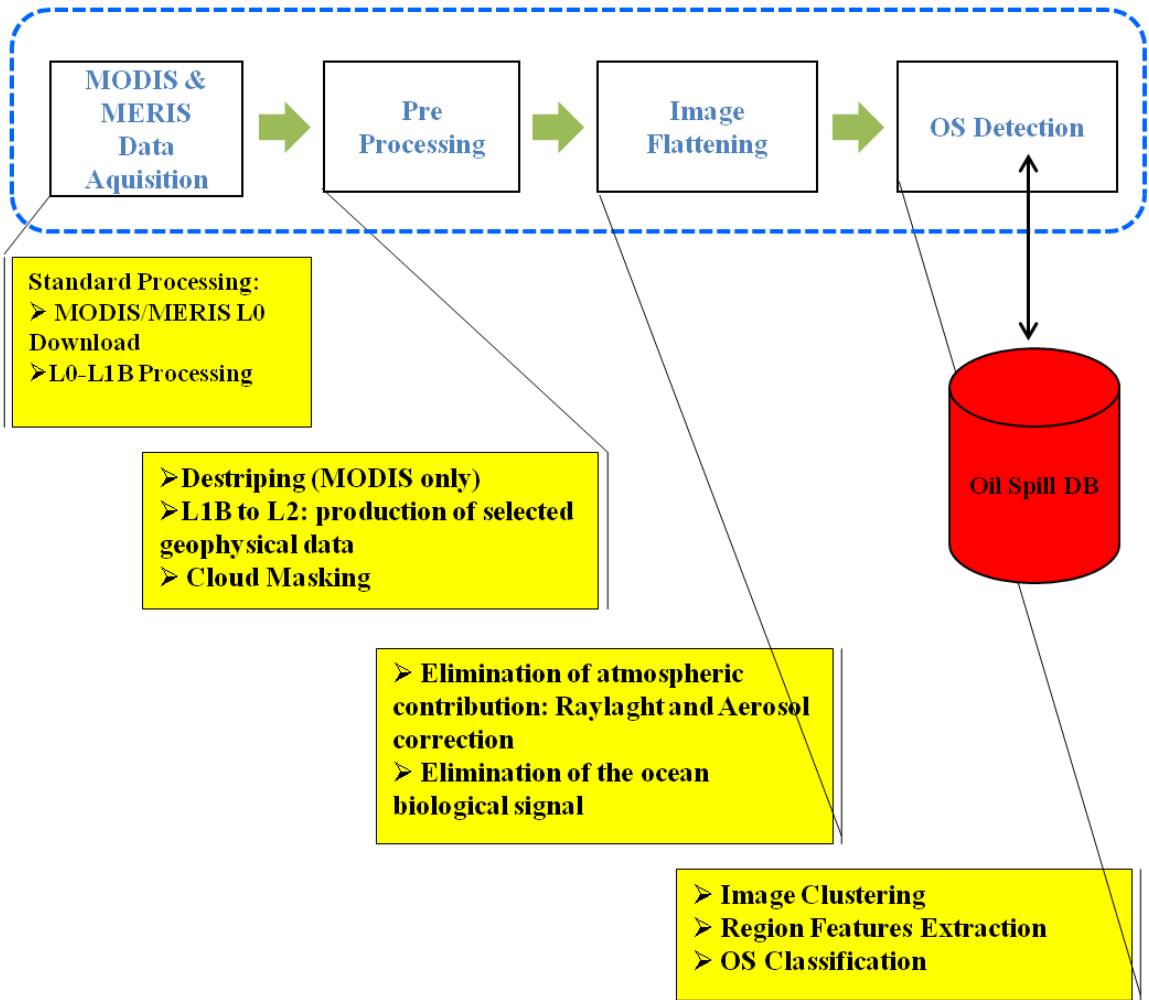 MODIS &
MERIS
Data
Aquisition
Pre
Processing
Image
Flattening
OS Detection
Standard Processing:
➢ MODIS/MERIS L0
Download
➢L0-L1B Processing
➢Destriping (MODIS only)
➢L1B to L2: production of selected
geophysical data
➢ Cloud Masking
Oil Spill DB
➢ Elimination of atmospheric
contribution: Raylaght and Aerosol
correction
➢ Elimination of the ocean
biological signal
➢ Image Clustering
➢ Region Features Extraction
➢ OS Classification